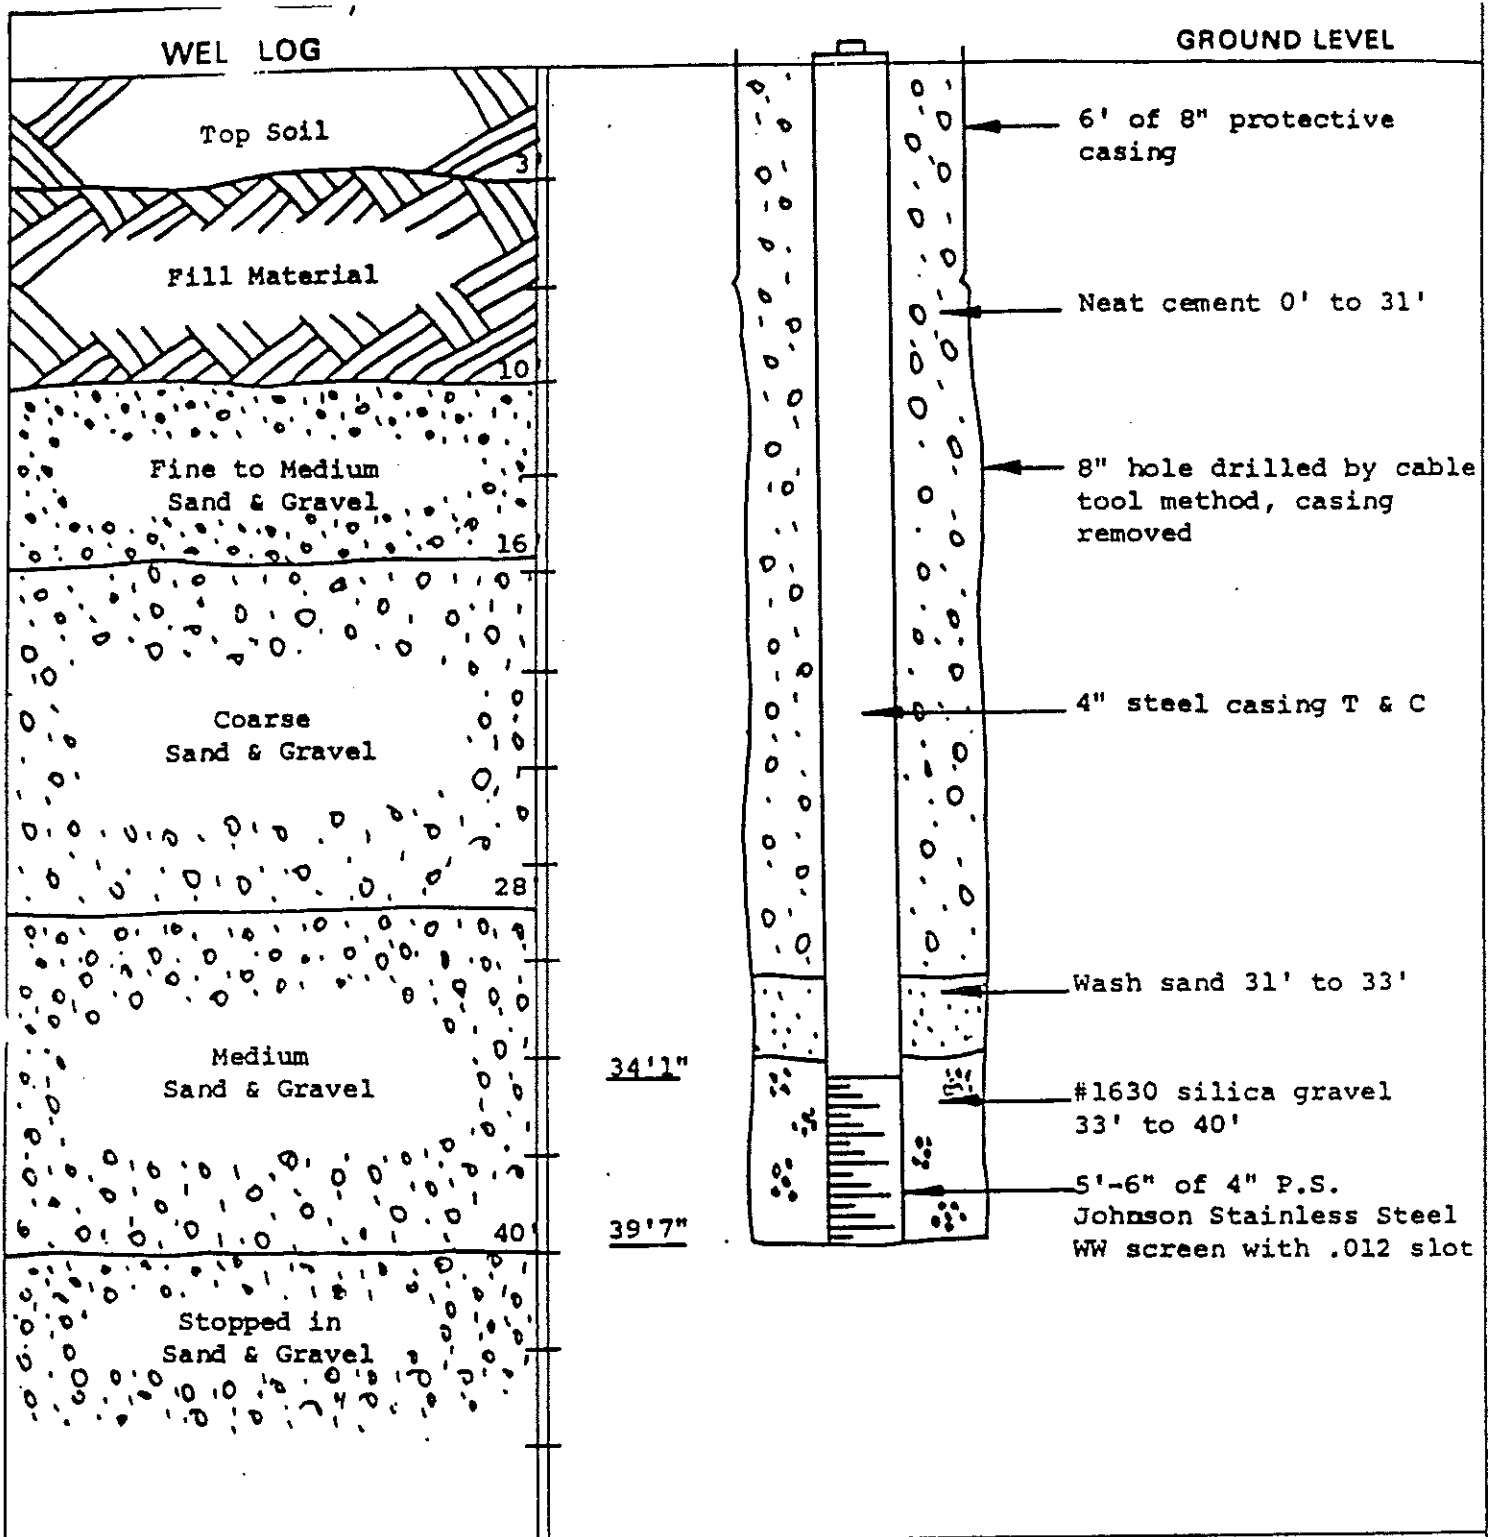 WEL LOG
GROUND LEVEL
Top Soil
3'
Fill Material
10'
Fine to Medium
Sand & Gravel
16'
Coarse
Sand & Gravel
28'
Medium
Sand & Gravel
40'
Stopped in
Sand & Gravel
34'1"
39'7"
6' of 8" protective
casing
Neat cement 0' to 31'
8" hole drilled by cable
tool method, casing
removed
4" steel casing T & C
Wash sand 31' to 33'
#1630 silica gravel
33' to 40'
5'-6" of 4" P.S.
Johnson Stainless Steel
WW screen with .012 slot